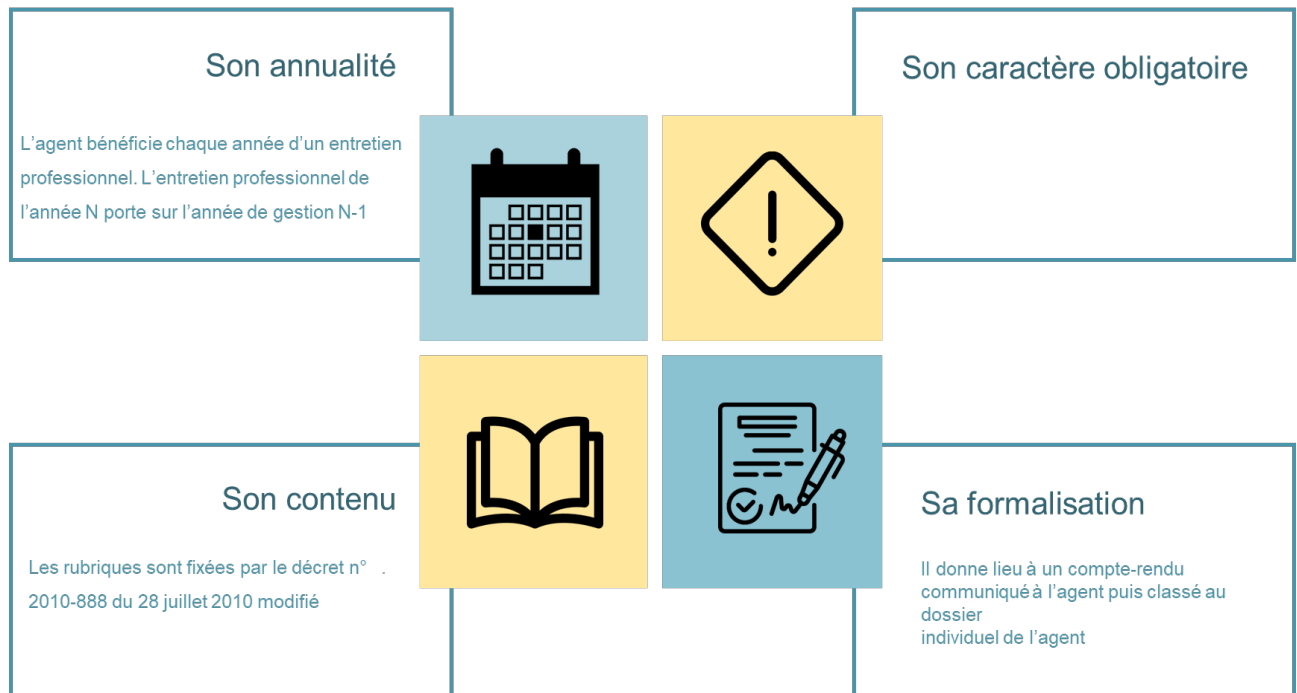 Son annualité
L'agent bénéficie chaque année d'un entretien
professionnel. L'entretien professionnel de
l'année N porte sur l'année de gestion N-1
Son caractère obligatoire
Son contenu
Les rubriques sont fixées par le décret n° .
2010-888 du 28 juillet 2010 modifié
Sa formalisation
Il donne lieu à un compte-rendu
communiqué à l'agent puis classé au
dossier
individuel de l'agent